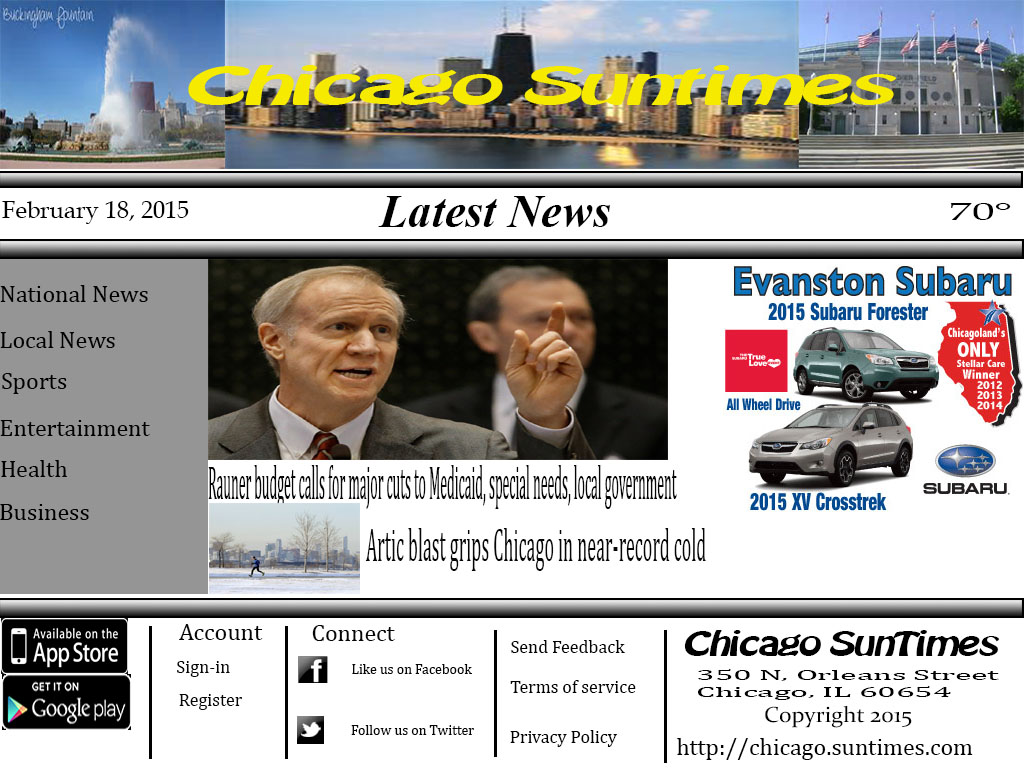 Buckingham Fountain
Chicago Suntimes
February 18, 2015
Latest News
70°
National News
Local News
Sports
Entertainment
Health
Business
Rauner budget calls for major cuts to Medicaid, special needs, local government
Artic blast grips Chicago in near-record cold
Evanston Subaru
2015 Subaru Forester
THE SUBARU
True
Love
All Wheel Drive
Chicagoland's
ONLY
Stellar Care
Winner
2012
2013
2014
2015 XV Crosstrek
SUBARU
Available on the
App Store
GET IT ON
Google play
Account
Sign-in
Register
Connect
Like us on Facebook
Follow us on Twitter
Send Feedback
Terms of service
Privacy Policy
Chicago SunTimes
350 N, Orleans Street
Chicago, IL 60654
Copyright 2015
http://chicago.suntimes.com